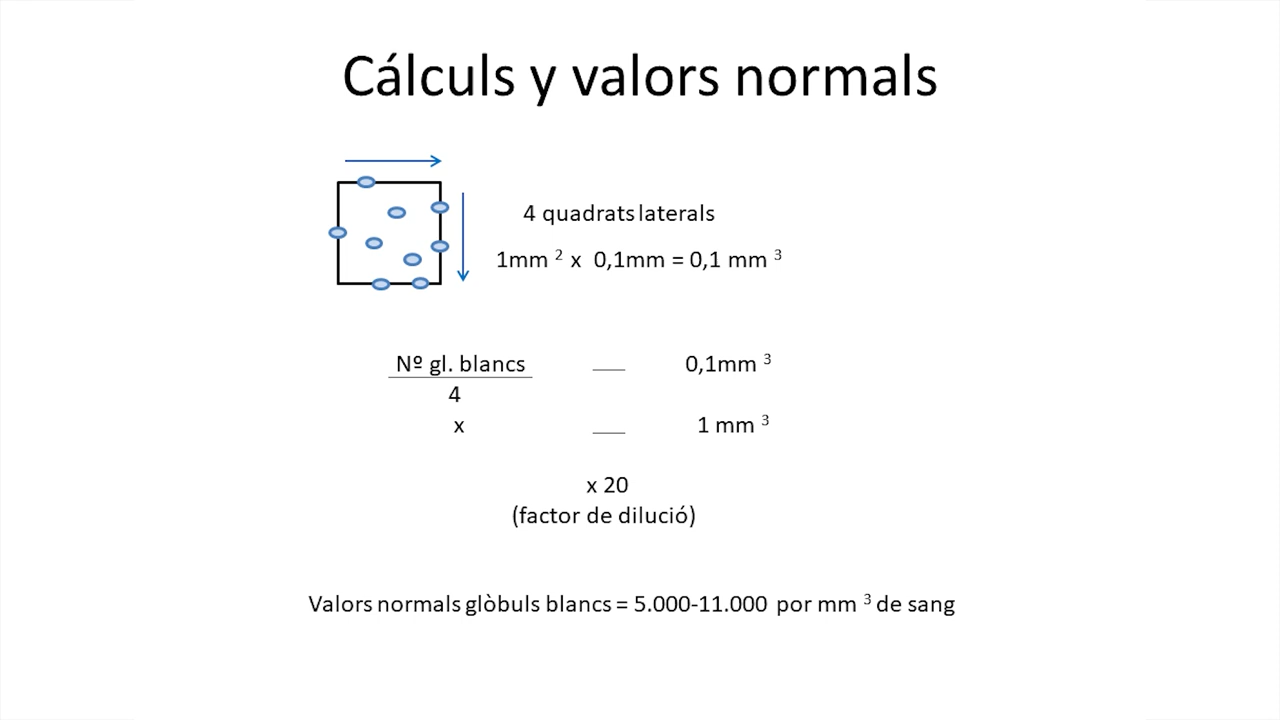 Càlculs y valors normals
4 quadrats laterals
1mm ² x 0,1mm = 0,1 mm ³
Nº gl. blancs — 0,1mm ³
4
x — 1 mm ³
x 20
(factor de dilució)
Valors normals glòbuls blancs = 5.000-11.000 por mm ³ de sang